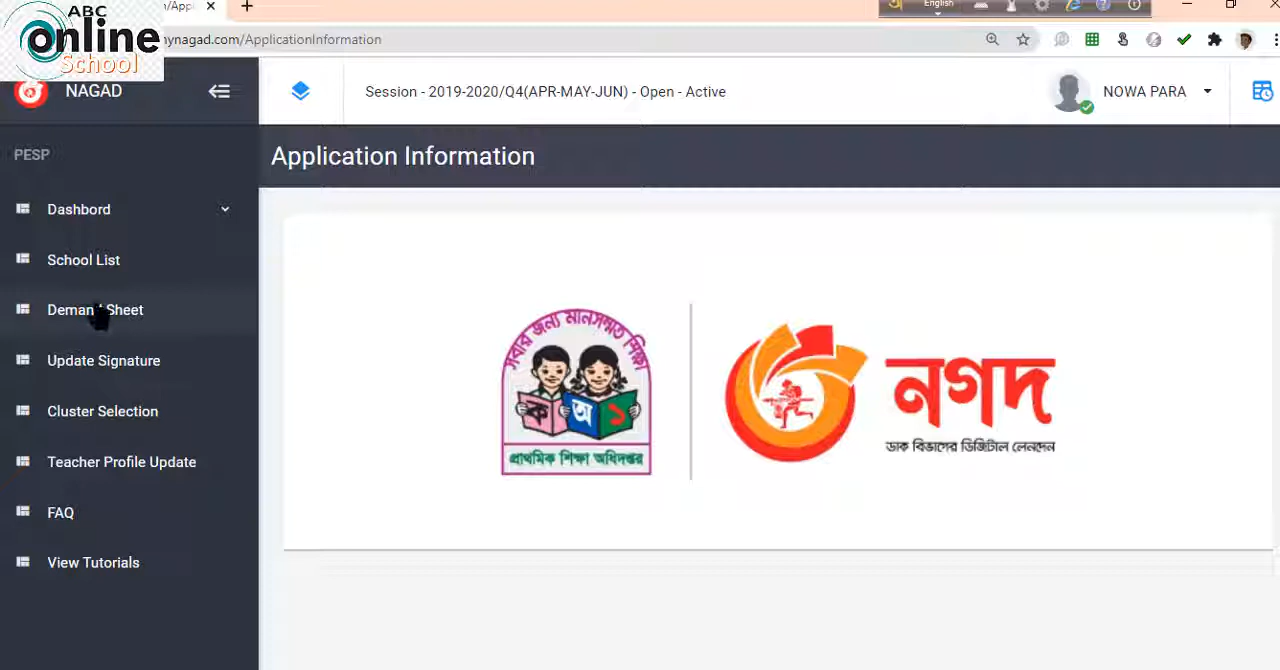 ABC
online
School
/Appl
English
nynagad.com/ApplicationInformation
NAGAD
Session - 2019-2020/Q4(APR-MAY-JUN) - Open - Active
NOWA PARA
PESP
Application Information
Dashbord
School List
Demand Sheet
Update Signature
Cluster Selection
Teacher Profile Update
FAQ
View Tutorials
সবার জন্য মানসম্মত শিক্ষা
ক অ ১
প্রাথমিক শিক্ষা অধিদপ্তর
নগদ
ডাক বিভাগের ডিজিটাল লেনদেন